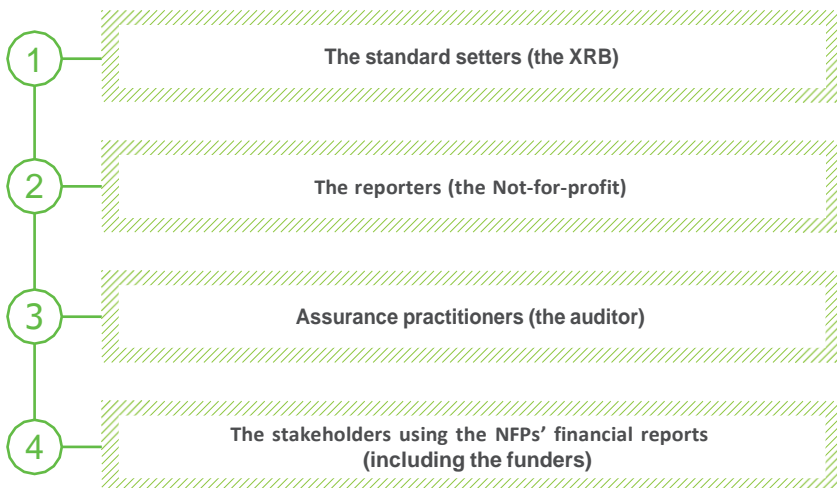 1
The standard setters (the XRB)
2
The reporters (the Not-for-profit)
3
Assurance practitioners (the auditor)
4
The stakeholders using the NFPs' financial reports
(including the funders)